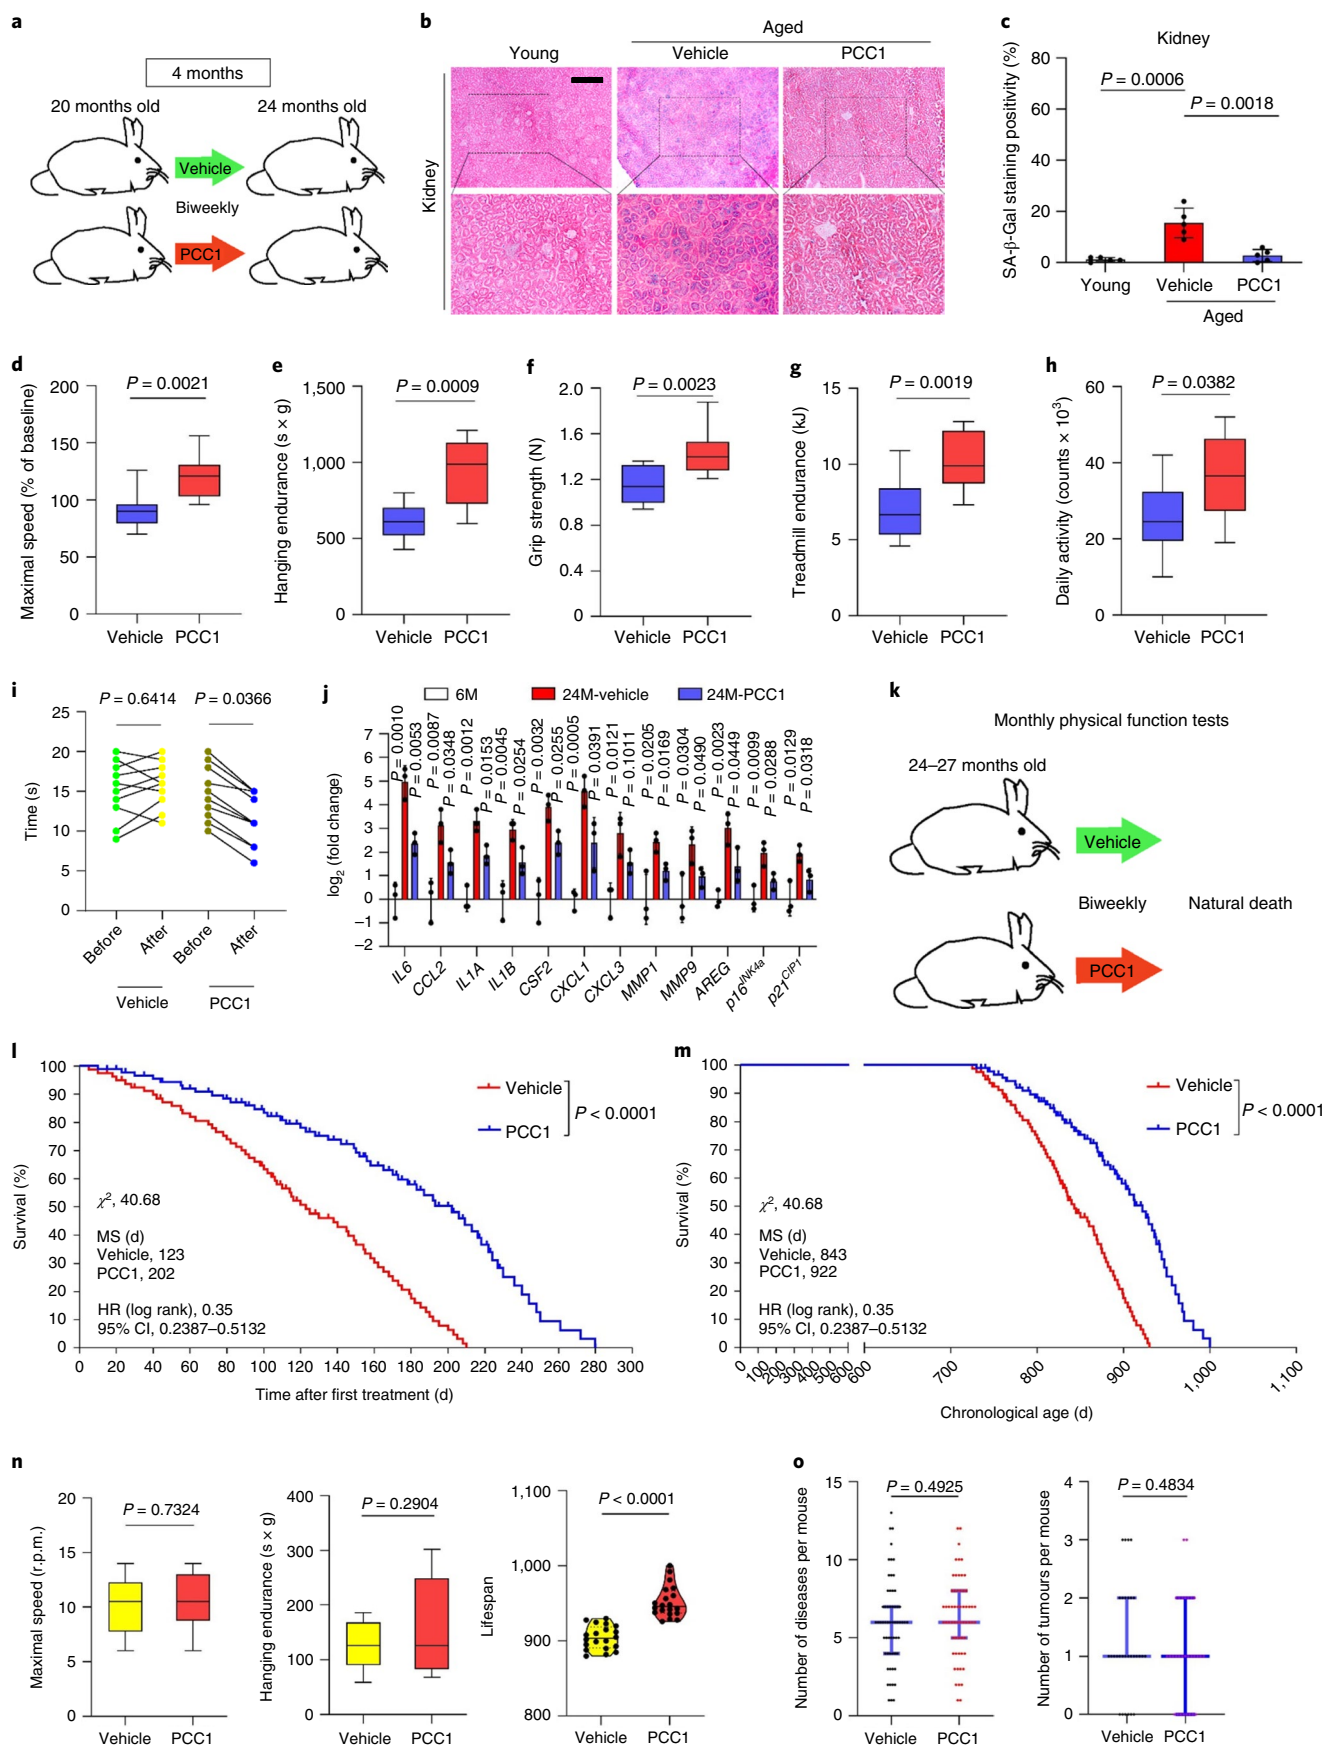 a
4 months
20 months old
24 months old
Vehicle
Biweekly
PCC1
b
Aged
Young
Vehicle
PCC1
Kidney
c
Kidney
SA-β-Gal staining positivity (%)
80
60
40
20
0
P = 0.0006
P = 0.0018
Young
Vehicle
PCC1
Aged
d
Maximal speed (% of baseline)
200
150
100
50
0
P = 0.0021
Vehicle
PCC1
e
Hanging endurance (s × g)
1,500
1,000
500
0
P = 0.0009
Vehicle
PCC1
f
Grip strength (N)
2.0
1.6
1.2
0.8
0.4
0
P = 0.0023
Vehicle
PCC1
g
Treadmill endurance (kJ)
15
10
5
0
P = 0.0019
Vehicle
PCC1
h
Daily activity (counts × 10³)
60
40
20
0
P = 0.0382
Vehicle
PCC1
i
Time (s)
25
20
15
10
5
0
P = 0.6414
P = 0.0366
Before
After
Before
After
Vehicle
PCC1
j
6M
24M-vehicle
24M-PCC1
log₂ (fold change)
7
6
5
4
3
2
1
0
–1
–2
P = 0.0010
P = 0.0053
P = 0.0087
P = 0.0348
P = 0.0012
P = 0.0153
P = 0.0045
P = 0.0254
P = 0.0032
P = 0.0255
P = 0.0005
P = 0.0391
P = 0.0121
P = 0.1011
P = 0.0205
P = 0.0169
P = 0.0304
P = 0.0490
P = 0.0023
P = 0.0449
P = 0.0099
P = 0.0288
P = 0.0129
P = 0.0318
IL6
CCL2
IL1A
IL1B
CSF2
CXCL1
CXCL3
MMP1
MMP9
AREG
p16^INK4a
p21^CIP1
k
Monthly physical function tests
24–27 months old
Vehicle
Biweekly
Natural death
PCC1
l
Survival (%)
100
90
80
70
60
50
40
30
20
10
0
Vehicle
PCC1
P < 0.0001
χ², 40.68
MS (d)
Vehicle, 123
PCC1, 202
HR (log rank), 0.35
95% CI, 0.2387–0.5132
0 20 40 60 80 100 120 140 160 180 200 220 240 260 280 300
Time after first treatment (d)
m
Survival (%)
100
90
80
70
60
50
40
30
20
10
0
Vehicle
PCC1
P < 0.0001
χ², 40.68
MS (d)
Vehicle, 843
PCC1, 922
HR (log rank), 0.35
95% CI, 0.2387–0.5132
0 100 200 300 400 500 600 600 700 800 900 1,000 1,100
Chronological age (d)
n
Maximal speed (r.p.m.)
20
15
10
5
0
P = 0.7324
Vehicle
PCC1
Hanging endurance (s × g)
400
300
200
100
0
P = 0.2904
Vehicle
PCC1
Lifespan
1,100
1,000
900
800
P < 0.0001
Vehicle
PCC1
o
Number of diseases per mouse
15
10
5
0
P = 0.4925
Vehicle
PCC1
Number of tumours per mouse
4
3
2
1
0
P = 0.4834
Vehicle
PCC1